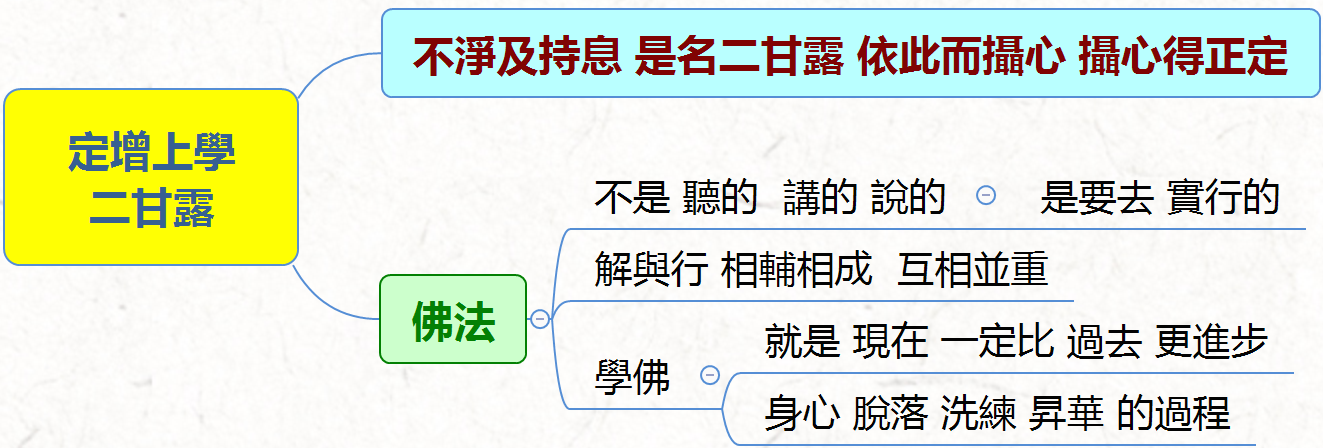 定增上學
二甘露
不淨及持息 是名二甘露 依此而攝心 攝心得正定
佛法
不是 聽的 講的 說的
是要去 實行的
解與行 相輔相成 互相並重
學佛
就是 現在 一定比 過去 更進步
身心 脫落 洗練 昇華 的過程